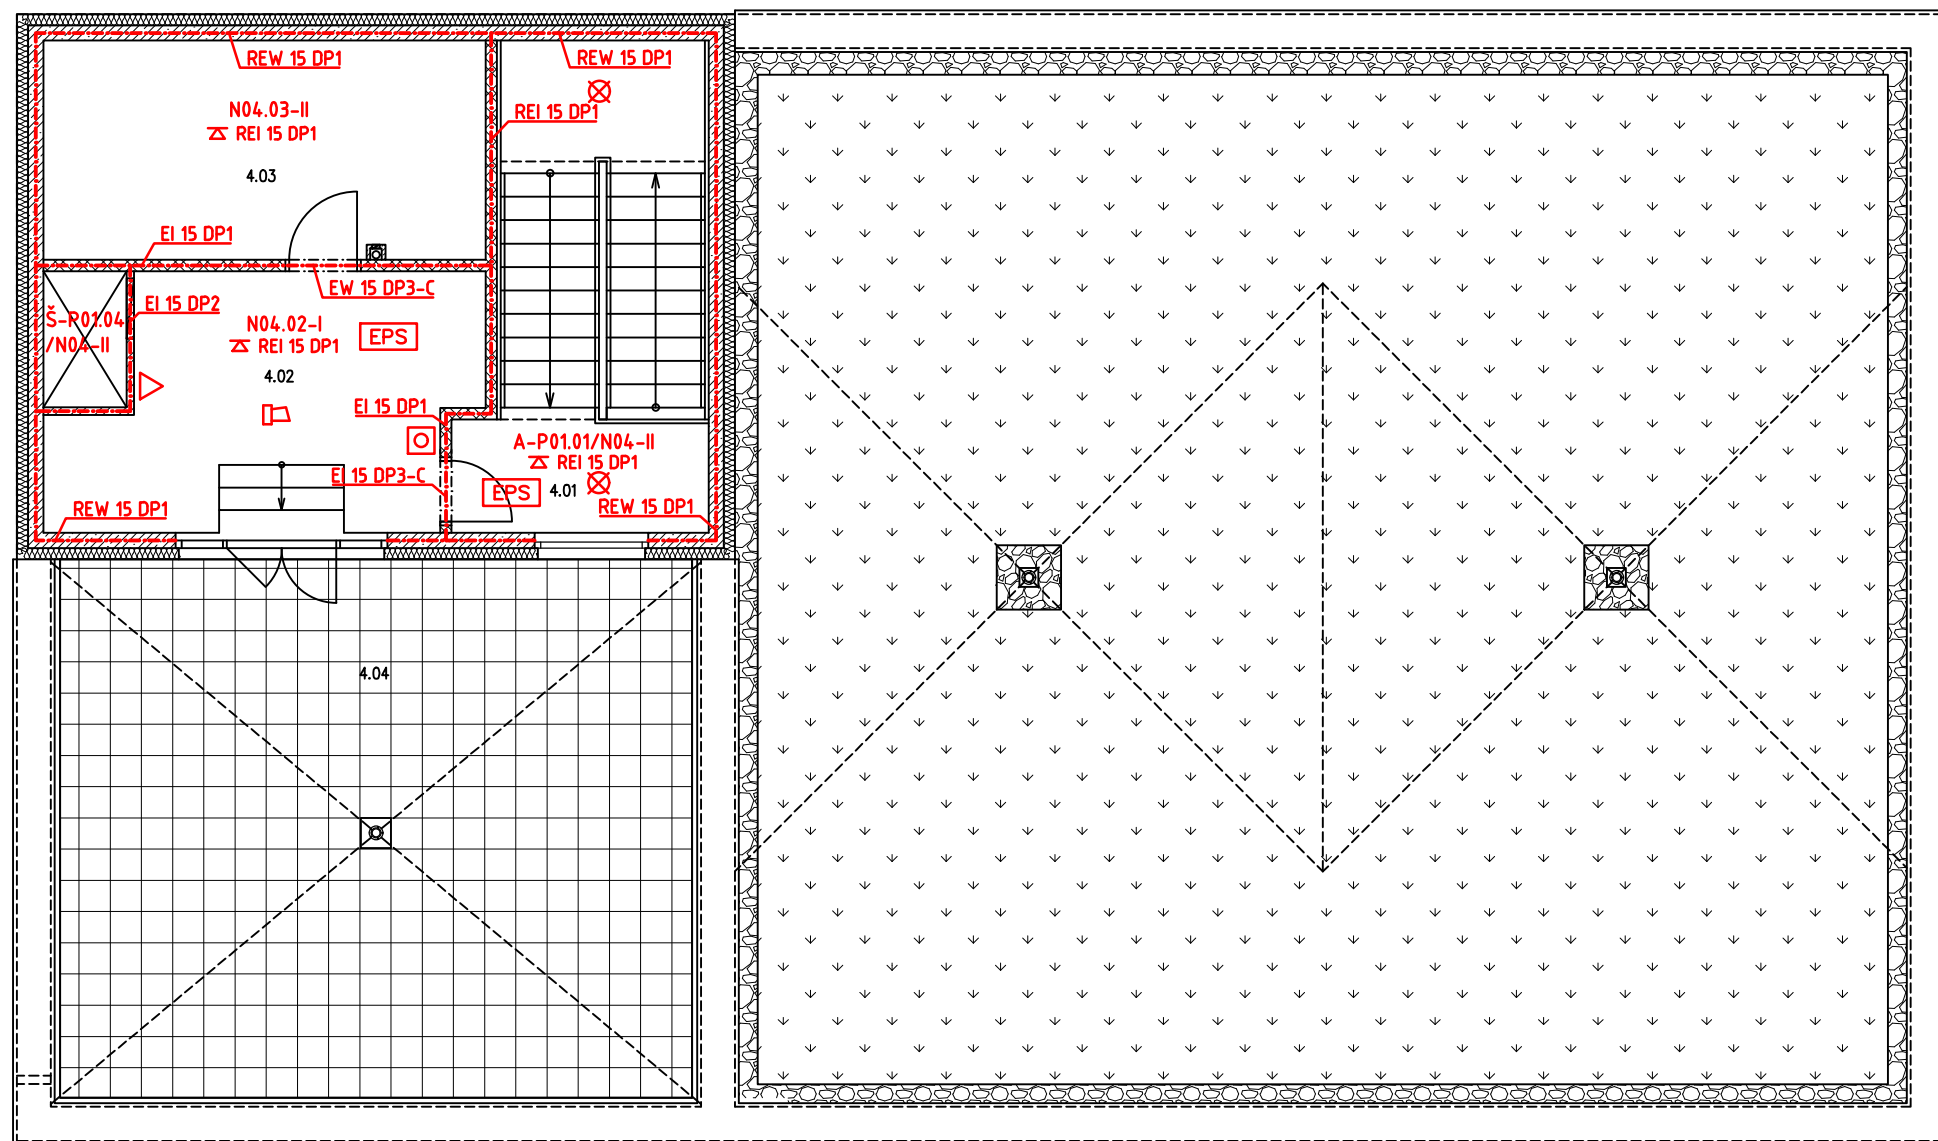 REW 15 DP1
REW 15 DP1
N04.03-II
REI 15 DP1
REI 15 DP1
4.03
EI 15 DP1
EW 15 DP3-C
EI 15 DP2
Š-P01.04
/N04-II
N04.02-I
REI 15 DP1
EPS
4.02
EI 15 DP1
A-P01.01/N04-II
REI 15 DP1
EI 15 DP3-C
EPS
4.01
REW 15 DP1
REW 15 DP1
4.04